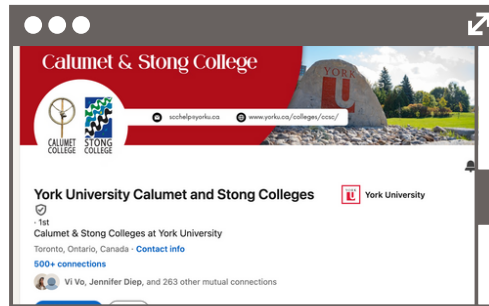 Calumet & Stong College
YORK
U
scchelp@yorku.ca
www.yorku.ca/colleges/ccsc/
CALUMET COLLEGE
STONG COLLEGE
York University Calumet and Stong Colleges
YORK U
York University
· 1st
Calumet & Stong Colleges at York University
Toronto, Ontario, Canada · Contact info
500+ connections
Vi Vo, Jennifer Diep, and 263 other mutual connections